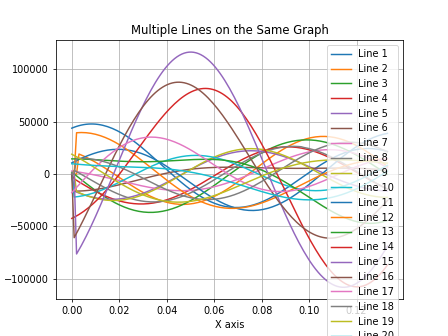 Multiple Lines on the Same Graph
100000
50000
0
−50000
−100000
0.00 0.02 0.04 0.06 0.08 0.10
X axis
Line 1
Line 2
Line 3
Line 4
Line 5
Line 6
Line 7
Line 8
Line 9
Line 10
Line 11
Line 12
Line 13
Line 14
Line 15
Line 16
Line 17
Line 18
Line 19
Line 20